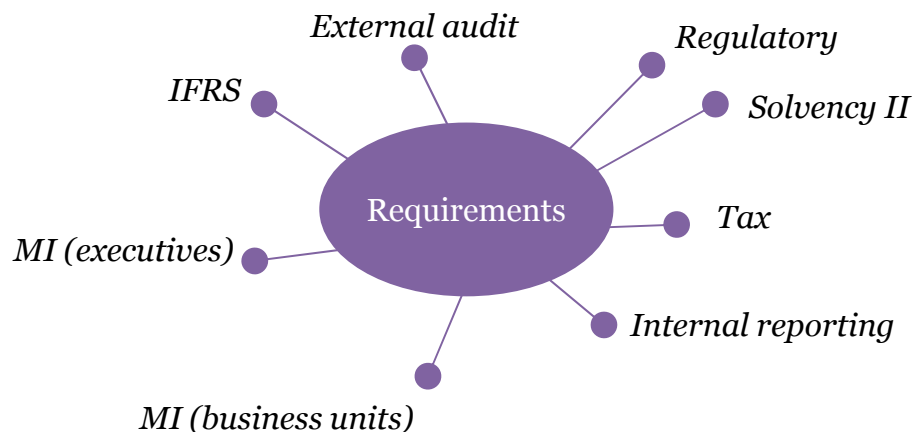 External audit
Regulatory
IFRS
Solvency II
Requirements
Tax
MI (executives)
Internal reporting
MI (business units)